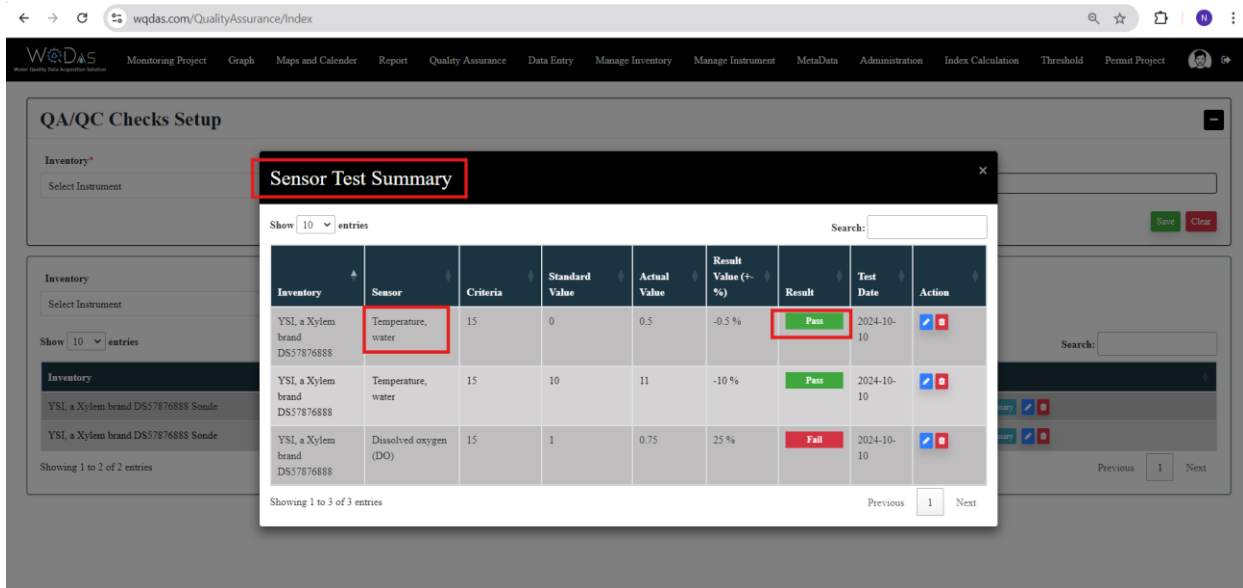 wqdas.com/QualityAssurance/Index
N
WQDAS
Water Quality Data Acquisition Solution
Monitoring Project Graph Maps and Calender Report Quality Assurance Data Entry Manage Inventory Manage Instrument MetaData Administration Index Calculation Threshold Permit Project
QA/QC Checks Setup
Inventory*
Select Instrument
Save Clear
Inventory
Select Instrument
Show 10 entries
Search:
Inventory
YSI, a Xylem brand DS57876888 Sonde
YSI, a Xylem brand DS57876888 Sonde
Showing 1 to 2 of 2 entries
Previous 1 Next
Sensor Test Summary ×
Show 10 entries
Search:
Inventory Sensor Criteria Standard Value Actual Value Result Value (+- %) Result Test Date Action
YSI, a Xylem brand DS57876888 Temperature, water 15 0 0.5 -0.5 % Pass 2024-10-10
YSI, a Xylem brand DS57876888 Temperature, water 15 10 11 -10 % Pass 2024-10-10
YSI, a Xylem brand DS57876888 Dissolved oxygen (DO) 15 1 0.75 25 % Fail 2024-10-10
Showing 1 to 3 of 3 entries
Previous 1 Next